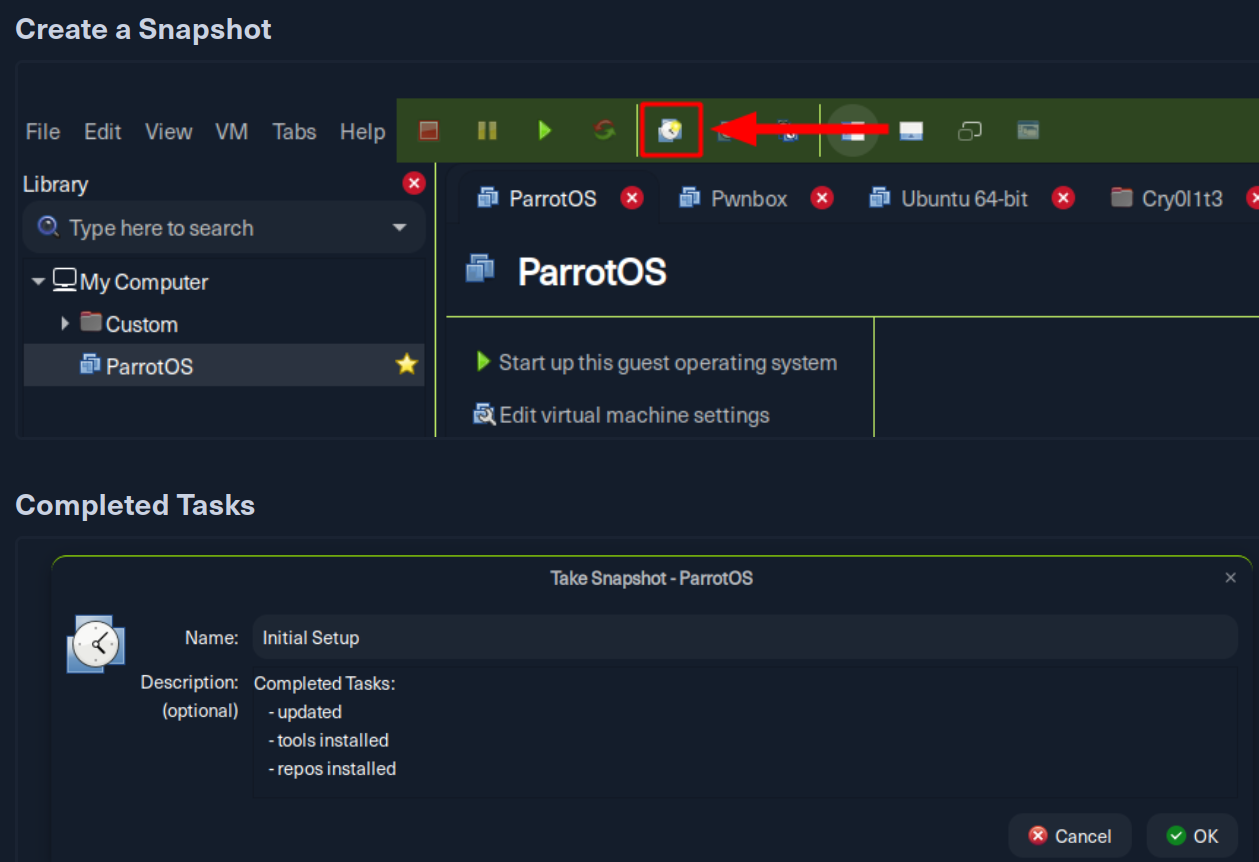 Create a Snapshot
File Edit View VM Tabs Help
Library
Type here to search
My Computer
Custom
ParrotOS
ParrotOS Pwnbox Ubuntu 64-bit Cry0l1t3
ParrotOS
Start up this guest operating system
Edit virtual machine settings
Completed Tasks
Take Snapshot - ParrotOS
Name: Initial Setup
Description: Completed Tasks:
(optional) - updated
- tools installed
- repos installed
Cancel OK